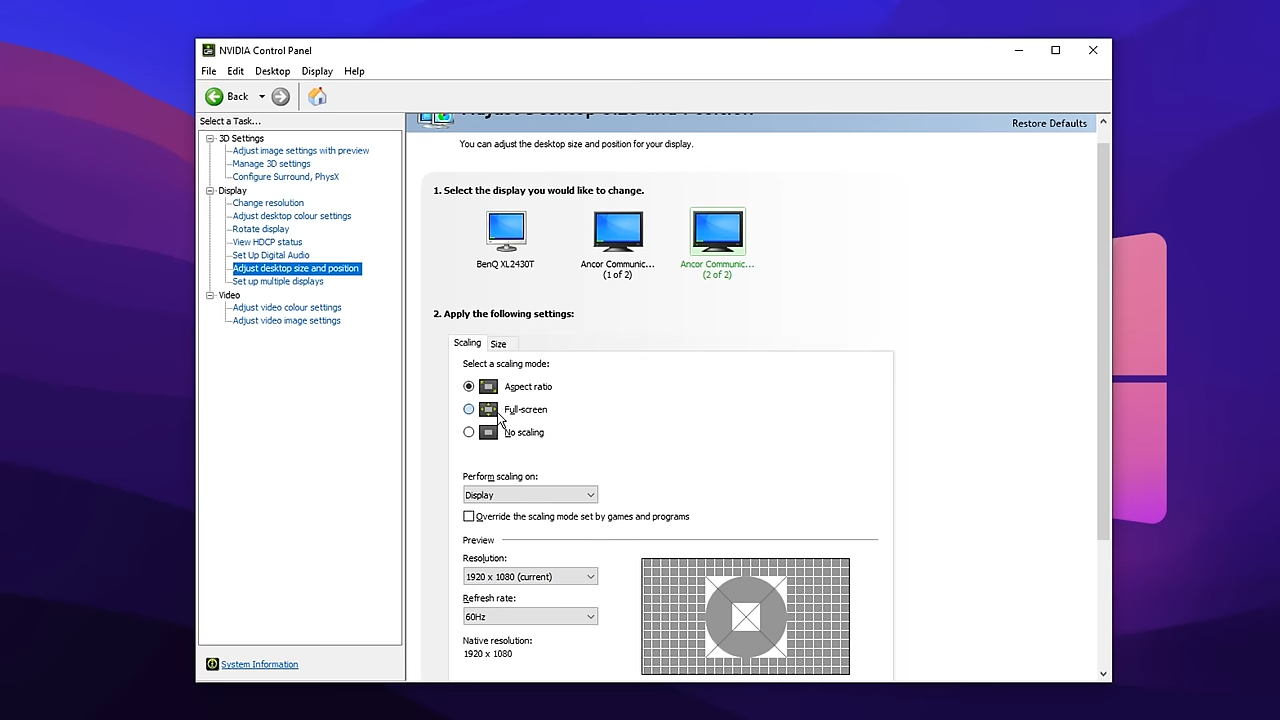 NVIDIA Control Panel
File Edit Desktop Display Help
Back
Select a Task...
3D Settings
Adjust image settings with preview
Manage 3D settings
Configure Surround, PhysX
Display
Change resolution
Adjust desktop colour settings
Rotate display
View HDCP status
Set Up Digital Audio
Adjust desktop size and position
Set up multiple displays
Video
Adjust video colour settings
Adjust video image settings
System Information
Adjust Desktop Size and Position
Restore Defaults
You can adjust the desktop size and position for your display.
1. Select the display you would like to change.
BenQ XL2430T
Ancor Communic...
(1 of 2)
Ancor Communic...
(2 of 2)
2. Apply the following settings:
Scaling Size
Select a scaling mode:
Aspect ratio
Full-screen
No scaling
Perform scaling on:
Display
Override the scaling mode set by games and programs
Preview
Resolution:
1920 x 1080 (current)
Refresh rate:
60Hz
Native resolution:
1920 x 1080